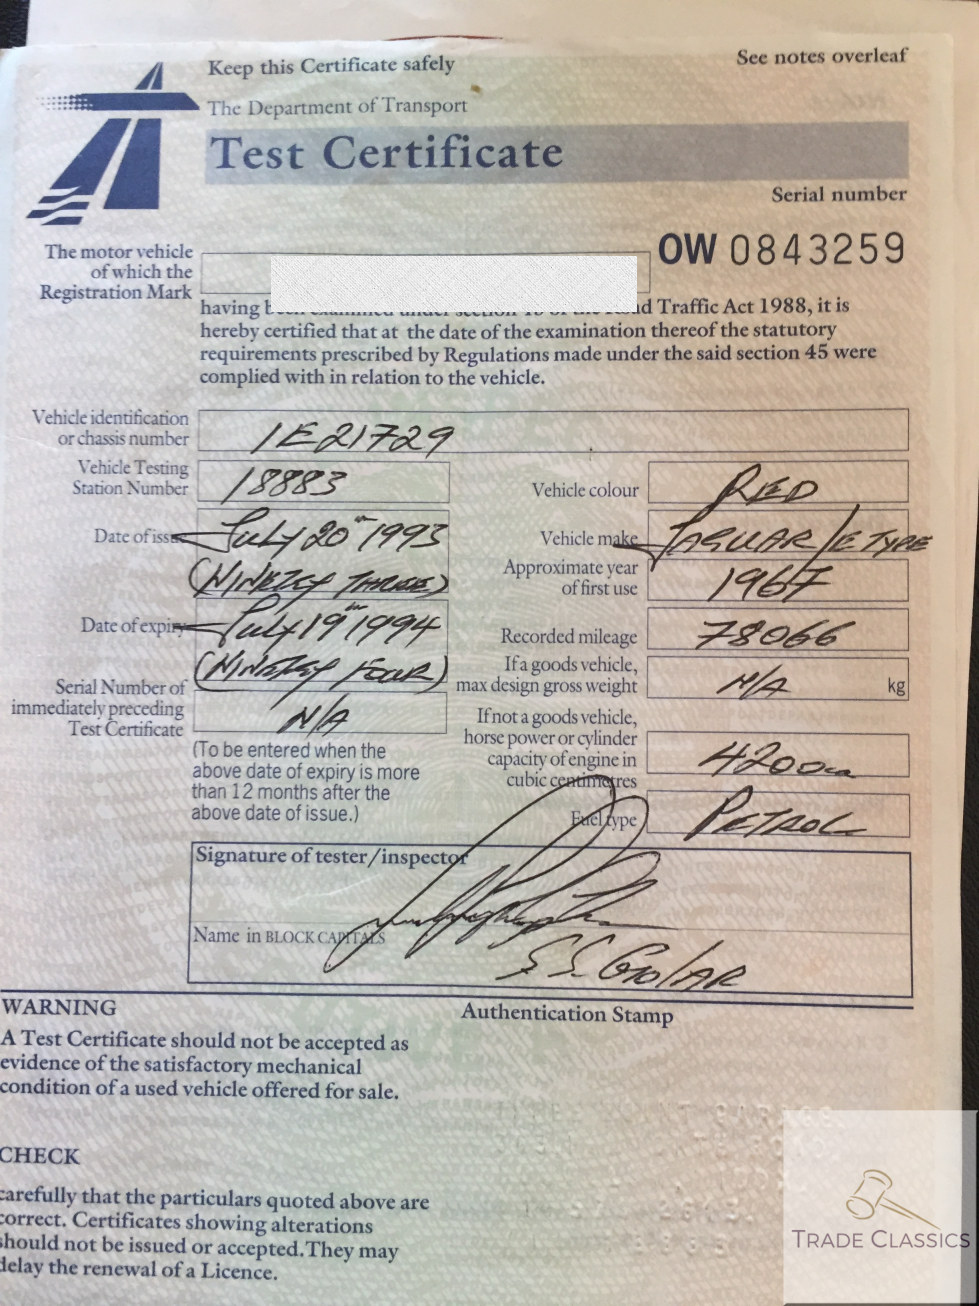 Keep this Certificate safely
See notes overleaf
The Department of Transport
Test Certificate
Serial number
OW 0843259
The motor vehicle
of which the
Registration Mark
having been examined under section 45 of the Road Traffic Act 1988, it is
hereby certified that at the date of the examination thereof the statutory
requirements prescribed by Regulations made under the said section 45 were
complied with in relation to the vehicle.
Vehicle identification
or chassis number
1E21729
Vehicle Testing
Station Number
18883
Vehicle colour
RED
Date of issue
July 20th 1993
(NINETY THREE)
Vehicle make
JAGUAR/E TYPE
Approximate year
of first use
1967
Date of expiry
July 19th 1994
(NINETY FOUR)
Recorded mileage
78066
If a goods vehicle,
max design gross weight
N/A
kg
Serial Number of
immediately preceding
Test Certificate
N/A
(To be entered when the
above date of expiry is more
than 12 months after the
above date of issue.)
If not a goods vehicle,
horse power or cylinder
capacity of engine in
cubic centimetres
4200cc
Fuel type
PETROL
Signature of tester/inspector
Name in BLOCK CAPITALS
WARNING
A Test Certificate should not be accepted as
evidence of the satisfactory mechanical
condition of a used vehicle offered for sale.
Authentication Stamp
CHECK
carefully that the particulars quoted above are
correct. Certificates showing alterations
should not be issued or accepted. They may
delay the renewal of a Licence.
TRADE CLASSICS